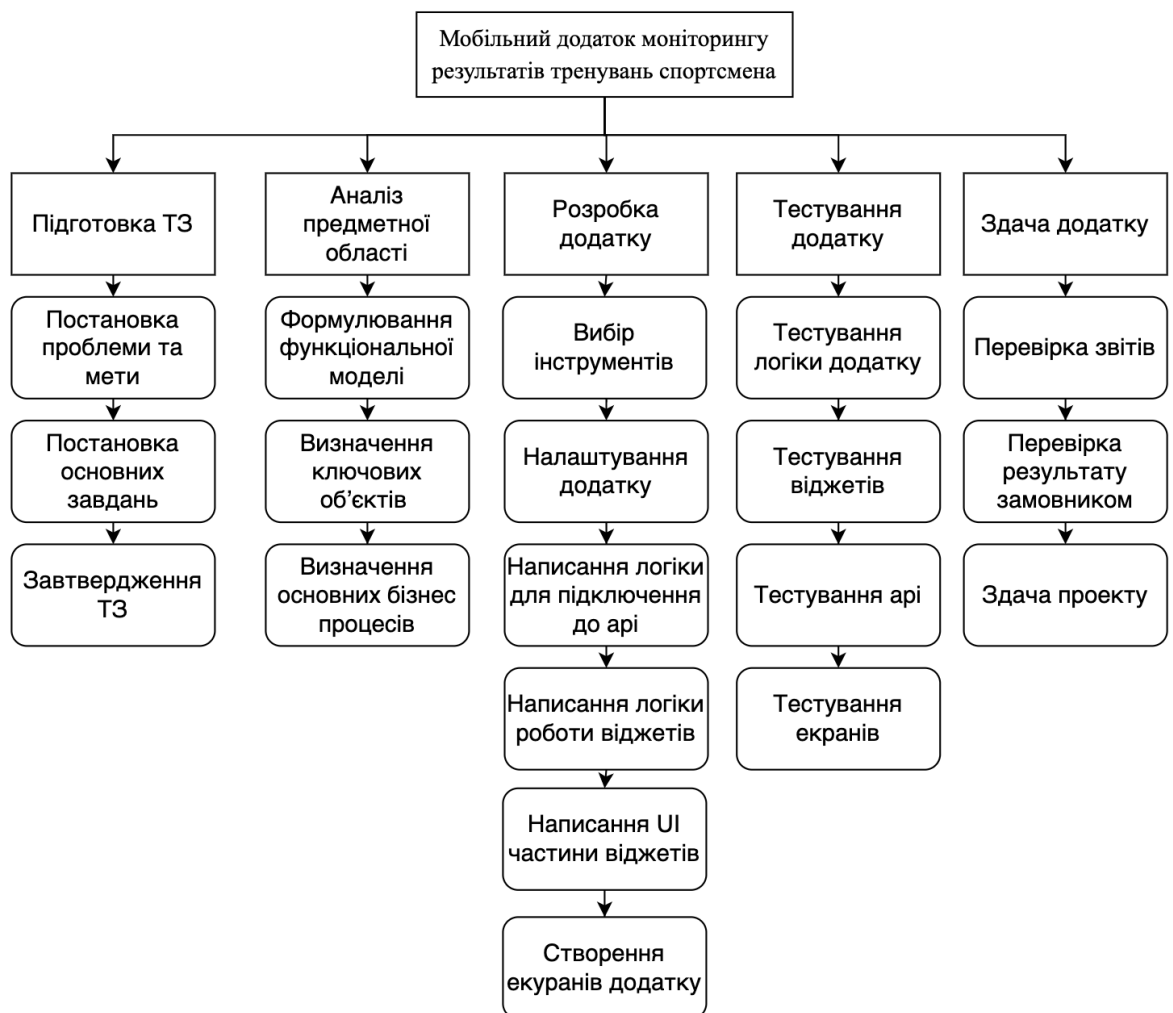 Мобільний додаток моніторингу
результатів тренувань спортсмена
Підготовка ТЗ
Постановка
проблеми та
мети
Постановка
основних
завдань
Завтвердження
ТЗ
Аналіз
предметної
області
Формулювання
функціональної
моделі
Визначення
ключових
об’єктів
Визначення
основних бізнес
процесів
Розробка
додатку
Вибір
інструментів
Налаштування
додатку
Написання логіки
для підключення
до арі
Написання логіки
роботи віджетів
Написання UI
частини віджетів
Створення
екуранів додатку
Тестування
додатку
Тестування
логіки додатку
Тестування
віджетів
Тестування арі
Тестування
екранів
Здача додатку
Перевірка звітів
Перевірка
результату
замовником
Здача проекту